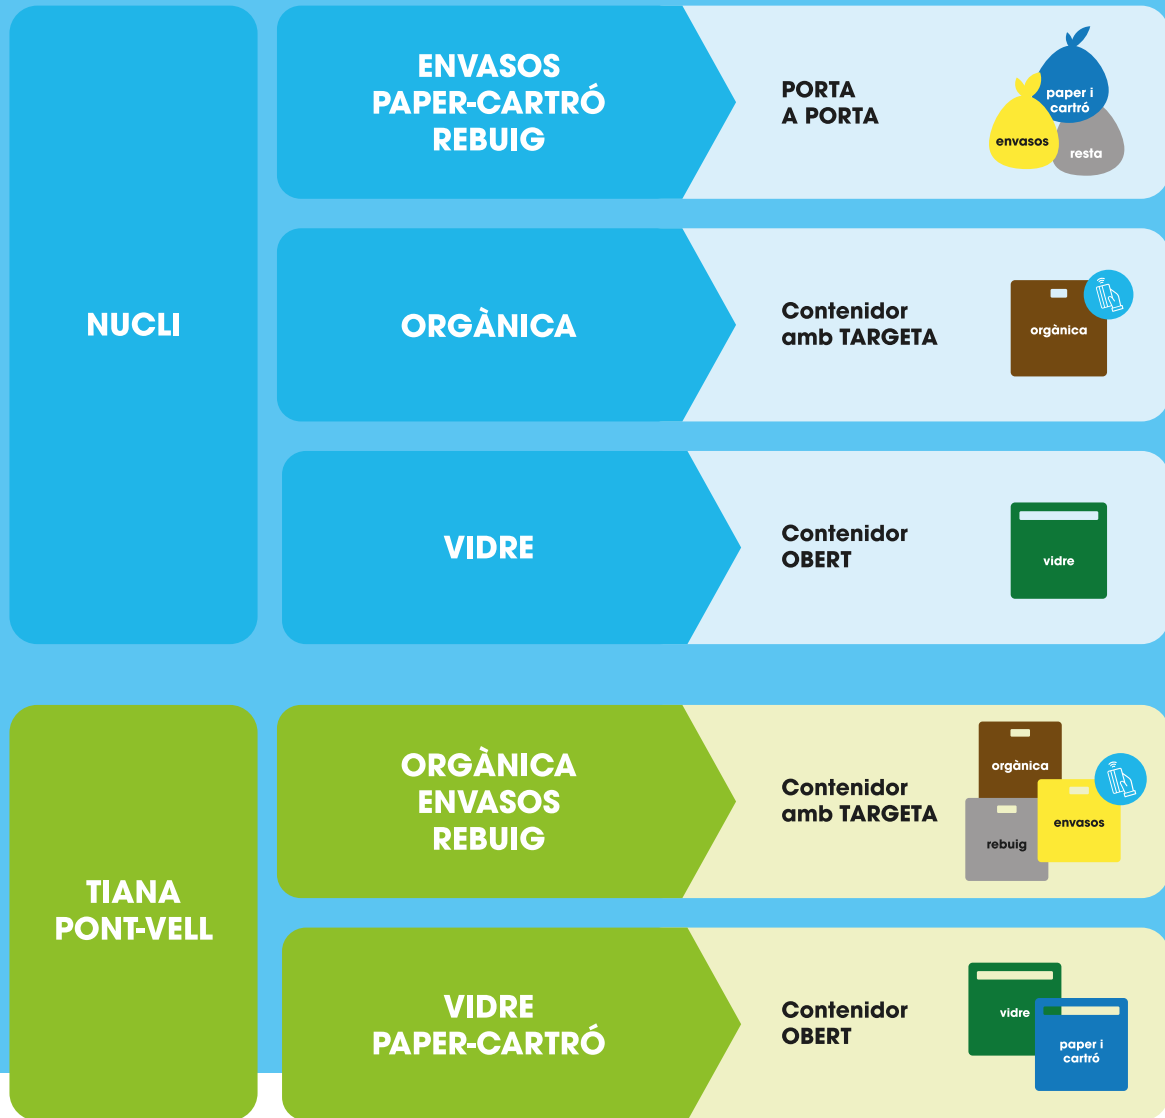 NUCLI
ENVASOS
PAPER-CARTRÓ
REBUIG
PORTA
A PORTA
paper i
cartró
envasos
resta
ORGÀNICA
Contenidor
amb TARGETA
orgànica
VIDRE
Contenidor
OBERT
vidre
TIANA
PONT-VELL
ORGÀNICA
ENVASOS
REBUIG
Contenidor
amb TARGETA
orgànica
envasos
rebuig
VIDRE
PAPER-CARTRÓ
Contenidor
OBERT
vidre
paper i
cartró